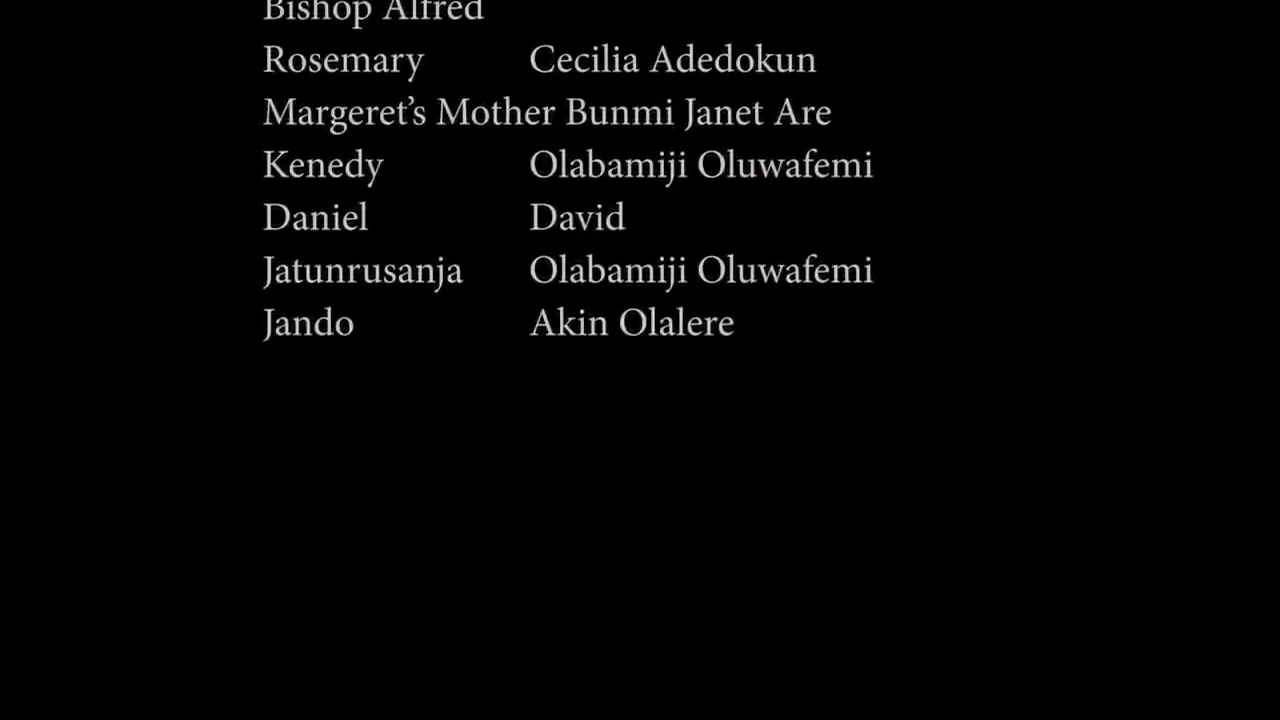 Bishop Alfred
Rosemary Cecilia Adedokun
Margeret's Mother Bunmi Janet Are
Kenedy Olabamiji Oluwafemi
Daniel David
Jatunrusanja Olabamiji Oluwafemi
Jando Akin Olalere